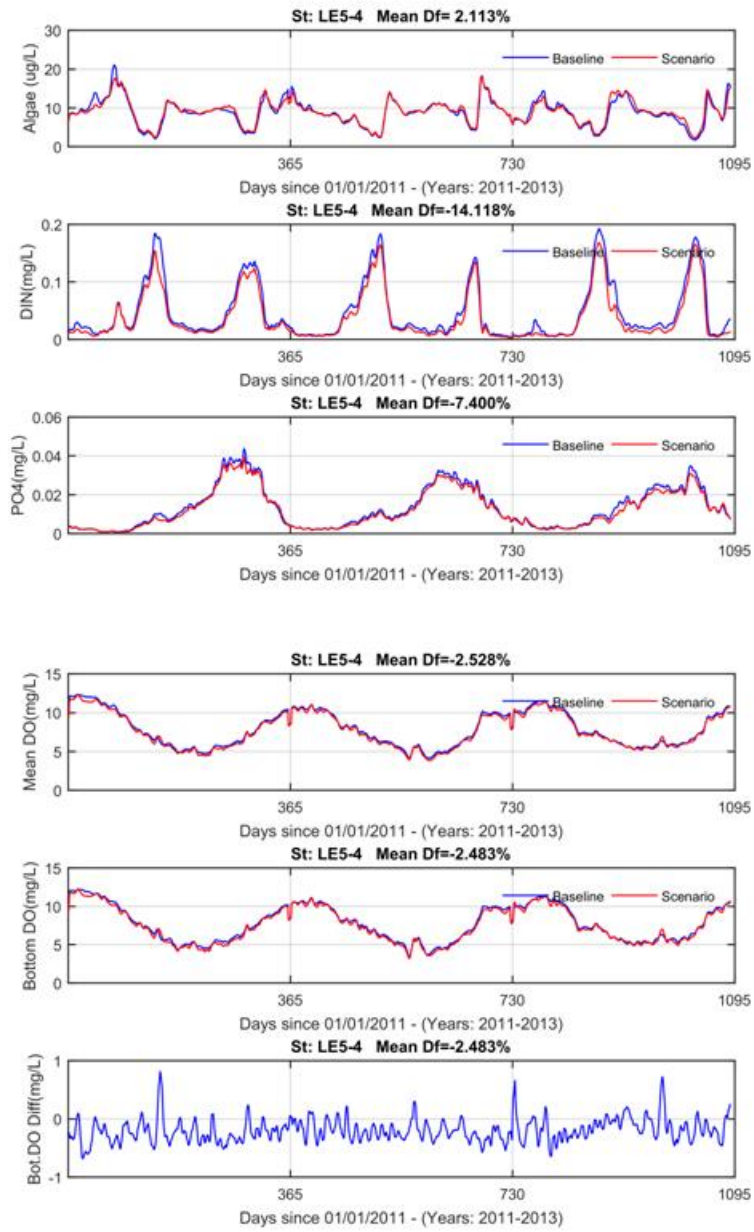 St: LE5-4 Mean Df= 2.113%
Algae (ug/L)
30
20
10
0
Baseline
Scenario
365
730
1095
Days since 01/01/2011 - (Years: 2011-2013)
St: LE5-4 Mean Df=-14.118%
DIN(mg/L)
0.2
0.1
0
Baseline
Scenario
365
730
1095
Days since 01/01/2011 - (Years: 2011-2013)
St: LE5-4 Mean Df=-7.400%
PO4(mg/L)
0.06
0.04
0.02
0
Baseline
Scenario
365
730
1095
Days since 01/01/2011 - (Years: 2011-2013)
St: LE5-4 Mean Df=-2.528%
Mean DO(mg/L)
15
10
5
0
Baseline
Scenario
365
730
1095
Days since 01/01/2011 - (Years: 2011-2013)
St: LE5-4 Mean Df=-2.483%
Bottom DO(mg/L)
15
10
5
0
Baseline
Scenario
365
730
1095
Days since 01/01/2011 - (Years: 2011-2013)
St: LE5-4 Mean Df=-2.483%
Bot.DO Diff(mg/L)
1
0
-1
365
730
1095
Days since 01/01/2011 - (Years: 2011-2013)